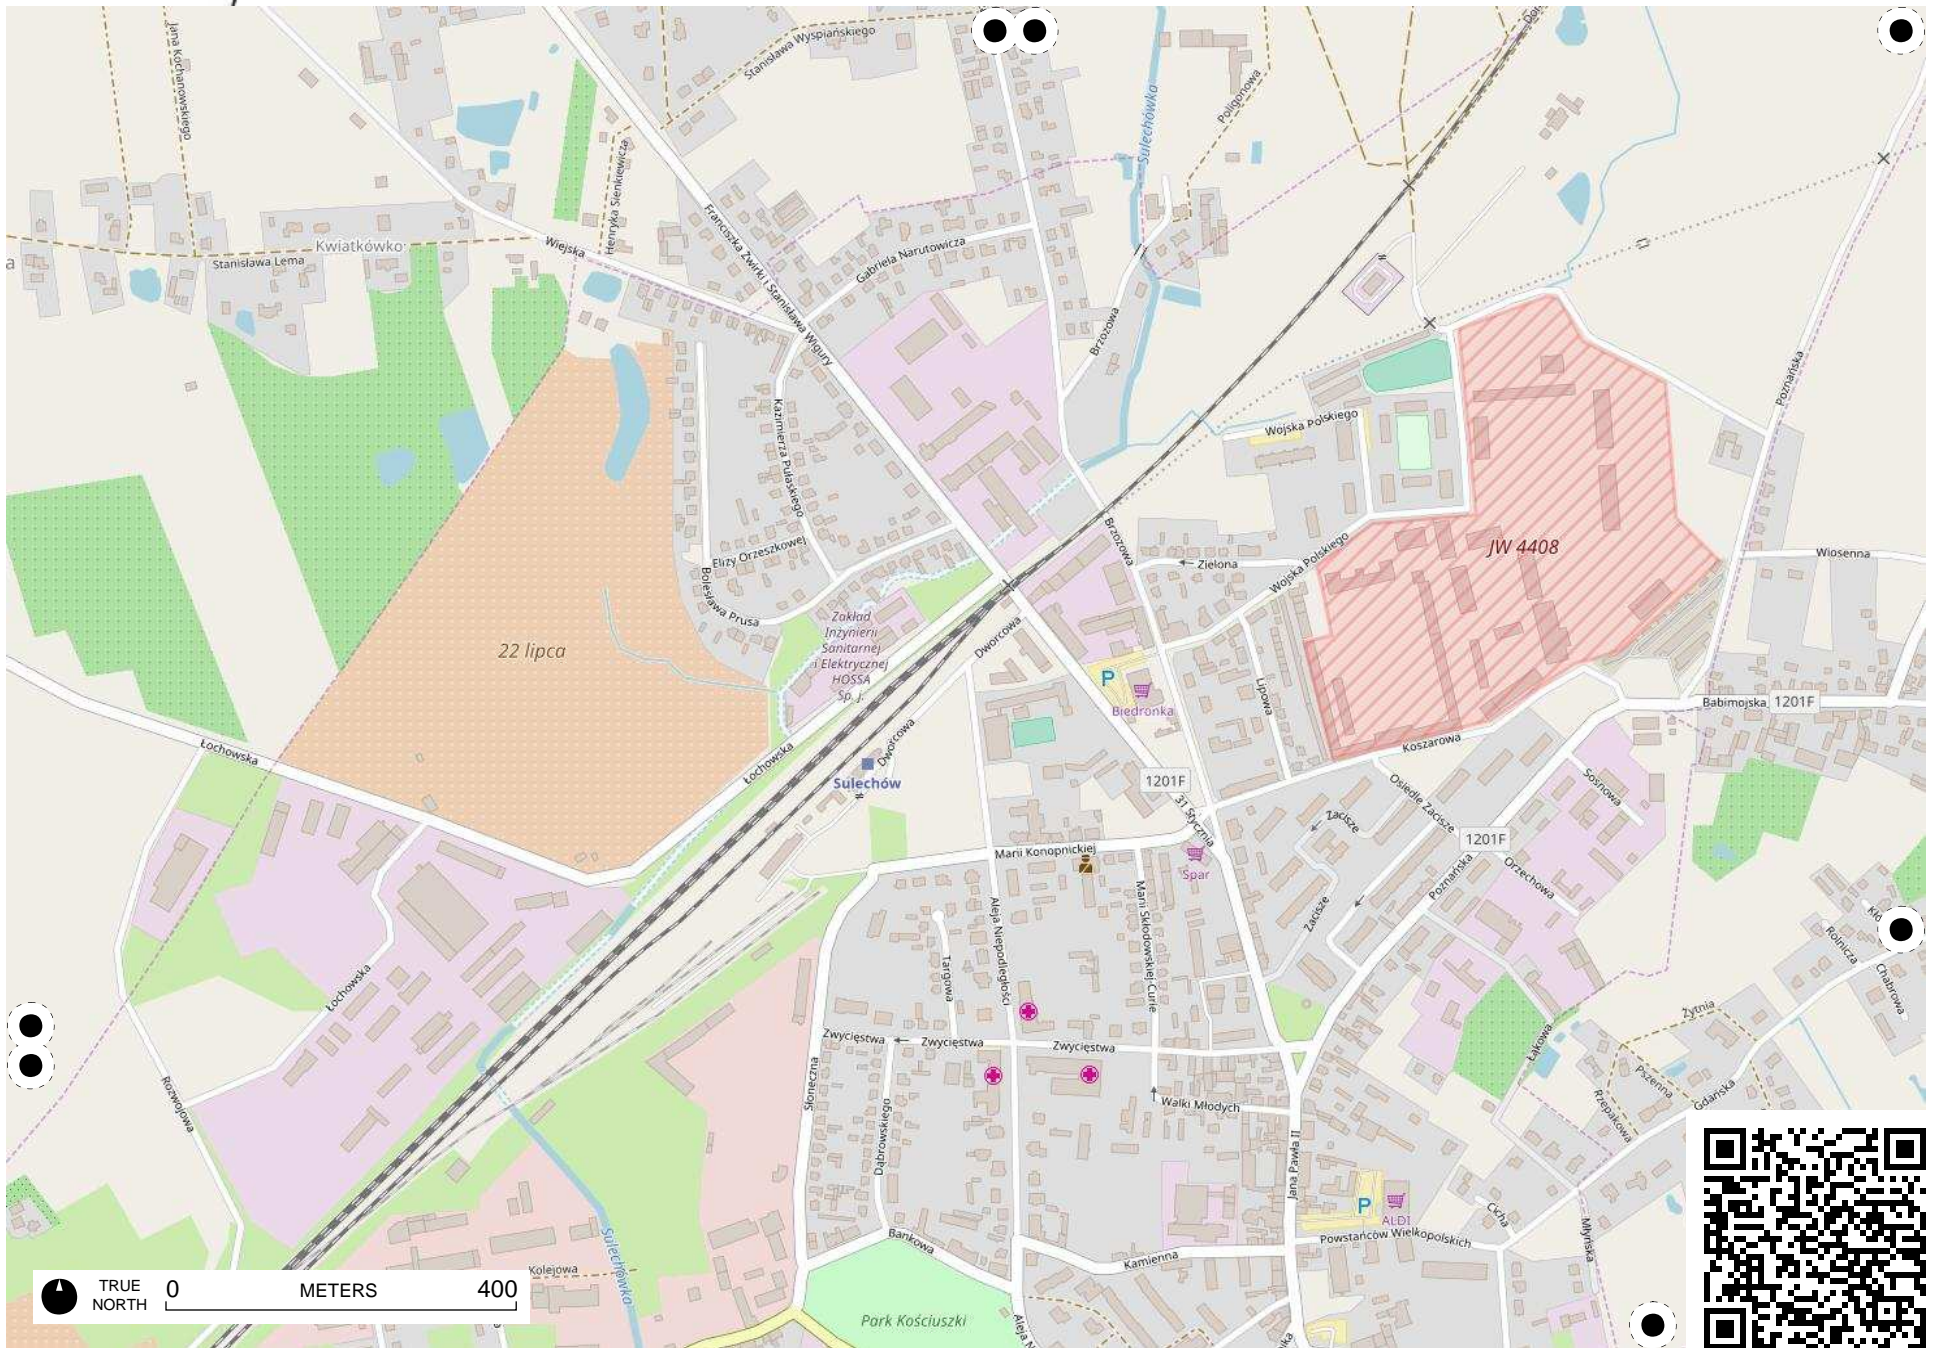 Jana Kochanowskiego
Stanisława Wyspiańskiego
Sulechówka
Poligonowa
Henryka Sienkiewicza
Franciszka Żwirki i Stanisława Wigury
Kwiatkówko
Wiejska
Stanisława Lema
Gabriela Narutowicza
Brzozowa
Poznańska
Wojska Polskiego
Kazimierza Pułaskiego
Elizy Orzeszkowej
Bolesława Prusa
Brzozowa
Zielona
Wojska Polskiego
JW 4408
Wiosenna
Zakład
Inżynierii
Sanitarnej
i Elektrycznej
HOSSA
Sp. j.
22 lipca
Dworcowa
P
Biedronka
Lipowa
Babimojska
1201F
Łochowska
Łochowska
Dworcowa
Sulechów
Koszarowa
1201F
31 Stycznia
Osiedle Zacisze
Sosnowa
Zacisze
1201F
Marii Konopnickiej
Spar
Poznańska
Orzechowa
Zacisze
Aleja Niepodległości
Marii Skłodowskiej-Curie
Targowa
Rolnicza
Chabrowa
Łochowska
Żytnia
Łąkowa
Zwycięstwa
Zwycięstwa
Zwycięstwa
Słoneczna
Rozwojowa
Pszenna
Gdańska
Rzepakowa
Walki Młodych
Dąbrowskiego
Jana Pawła II
P
ALDI
Cicha
Powstańców Wielkopolskich
Młyńska
Sulechówka
Bankowa
Kamienna
Kolejowa
Park Kościuszki
TRUE
NORTH
0 METERS 400